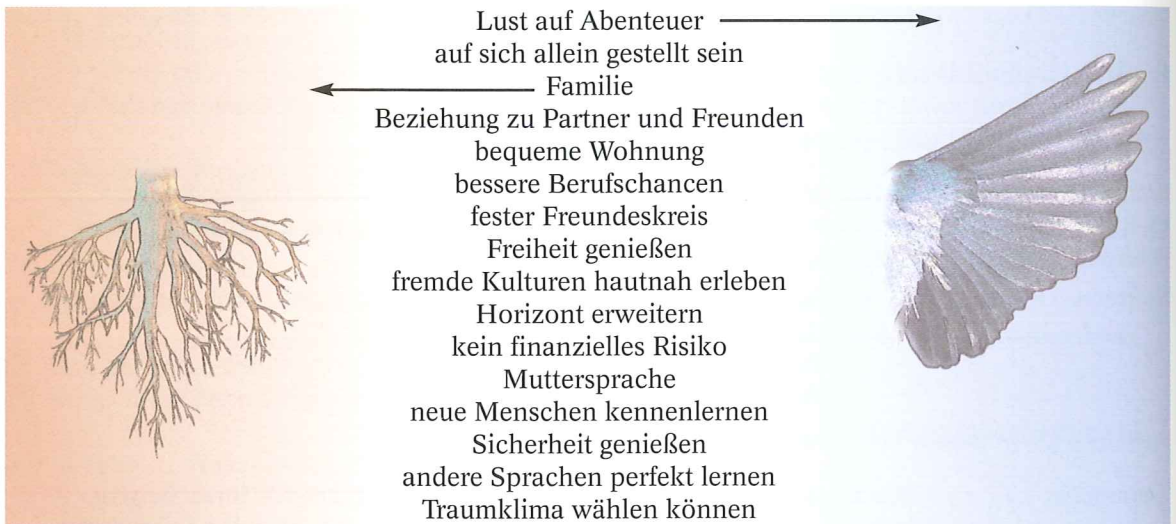 Lust auf Abenteuer
auf sich allein gestellt sein
Familie
Beziehung zu Partner und Freunden
bequeme Wohnung
bessere Berufschancen
fester Freundeskreis
Freiheit genießen
fremde Kulturen hautnah erleben
Horizont erweitern
kein finanzielles Risiko
Muttersprache
neue Menschen kennenlernen
Sicherheit genießen
andere Sprachen perfekt lernen
Traumklima wählen können